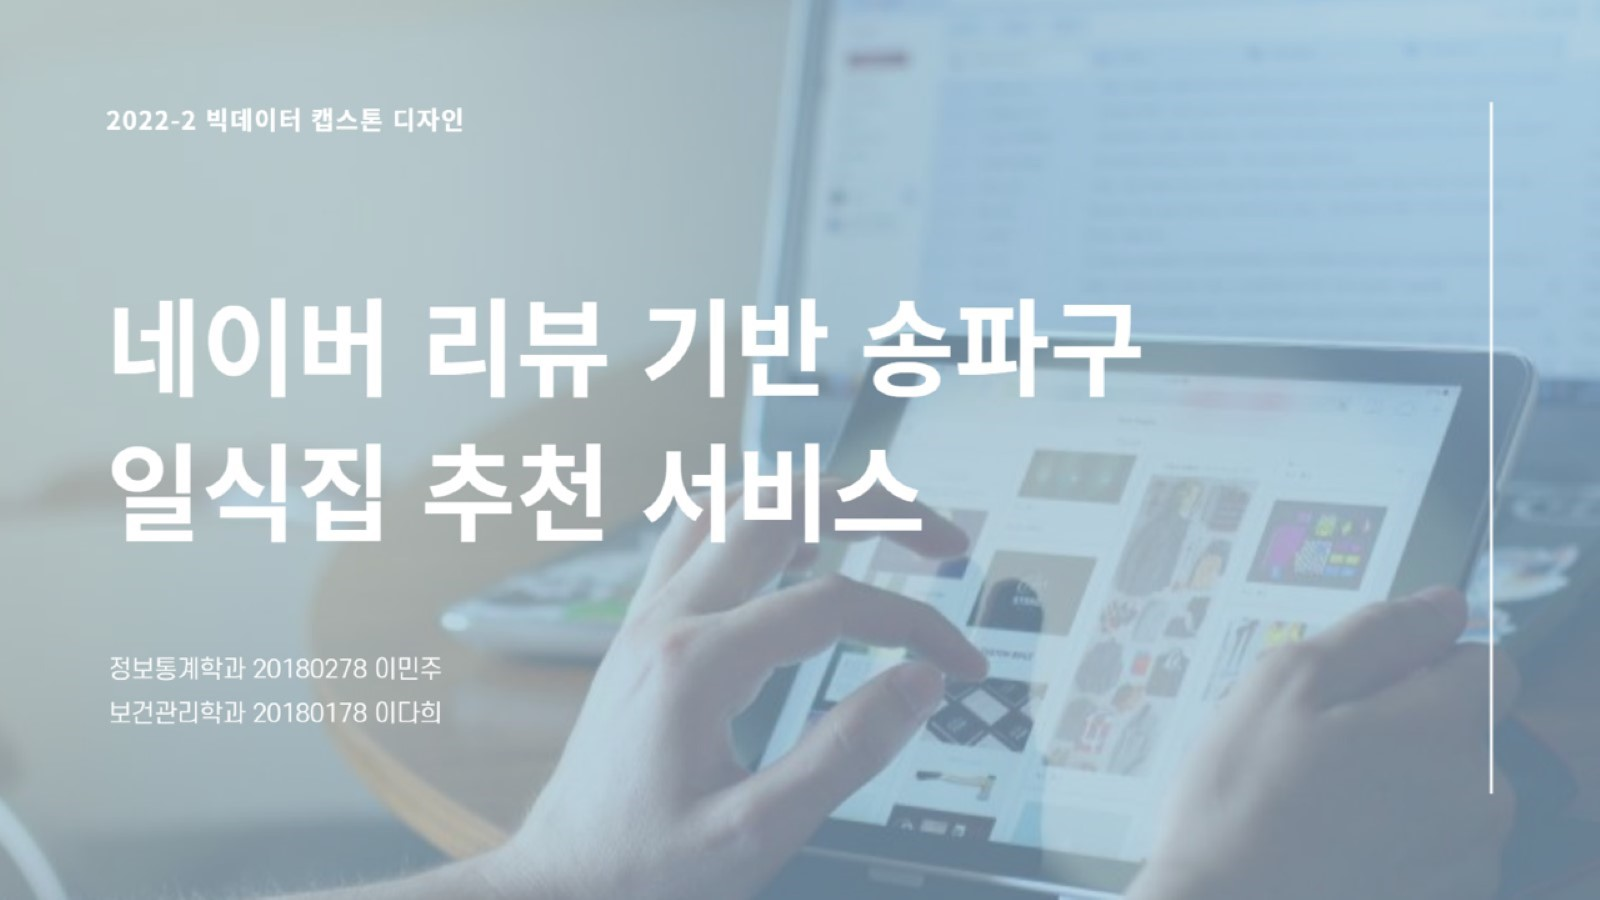 2022-2 빅데이터 캡스톤 디자인
네이버 리뷰 기반 송파구
일식집 추천 서비스
정보통계학과 20180278 이민주
보건관리학과 20180178 이다희